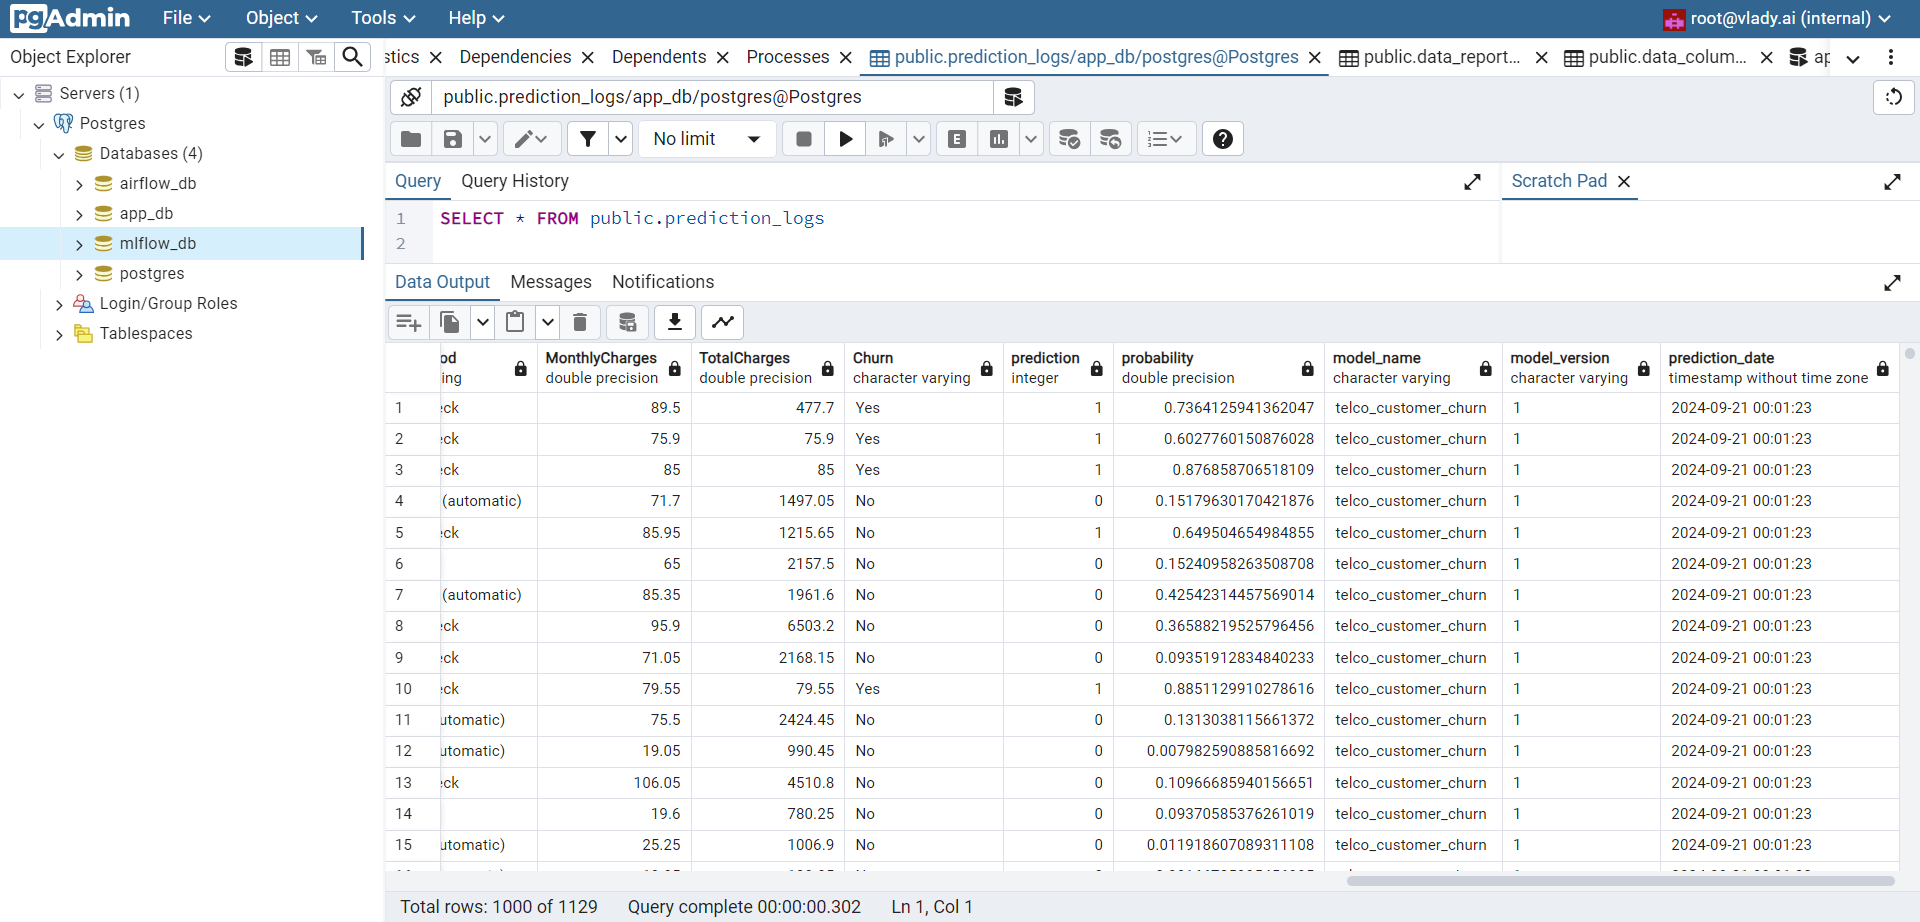 pgAdmin File Object Tools Help root@vlady.ai (internal)
Object Explorer
stics Dependencies Dependents Processes public.prediction_logs/app_db/postgres@Postgres public.data_report... public.data_colum... ap
Servers (1)
Postgres
Databases (4)
airflow_db
app_db
mlflow_db
postgres
Login/Group Roles
Tablespaces
public.prediction_logs/app_db/postgres@Postgres
No limit E
Query Query History Scratch Pad
1 SELECT * FROM public.prediction_logs
2
Data Output Messages Notifications
od MonthlyCharges TotalCharges Churn prediction probability model_name model_version prediction_date
ing double precision double precision character varying integer double precision character varying character varying timestamp without time zone
1 eck 89.5 477.7 Yes 1 0.7364125941362047 telco_customer_churn 1 2024-09-21 00:01:23
2 eck 75.9 75.9 Yes 1 0.6027760150876028 telco_customer_churn 1 2024-09-21 00:01:23
3 eck 85 85 Yes 1 0.876858706518109 telco_customer_churn 1 2024-09-21 00:01:23
4 (automatic) 71.7 1497.05 No 0 0.15179630170421876 telco_customer_churn 1 2024-09-21 00:01:23
5 eck 85.95 1215.65 No 1 0.649504654984855 telco_customer_churn 1 2024-09-21 00:01:23
6 65 2157.5 No 0 0.15240958263508708 telco_customer_churn 1 2024-09-21 00:01:23
7 (automatic) 85.35 1961.6 No 0 0.42542314457569014 telco_customer_churn 1 2024-09-21 00:01:23
8 eck 95.9 6503.2 No 0 0.36588219525796456 telco_customer_churn 1 2024-09-21 00:01:23
9 eck 71.05 2168.15 No 0 0.09351912834840233 telco_customer_churn 1 2024-09-21 00:01:23
10 eck 79.55 79.55 Yes 1 0.8851129910278616 telco_customer_churn 1 2024-09-21 00:01:23
11 utomatic) 75.5 2424.45 No 0 0.1313038115661372 telco_customer_churn 1 2024-09-21 00:01:23
12 utomatic) 19.05 990.45 No 0 0.007982590885816692 telco_customer_churn 1 2024-09-21 00:01:23
13 eck 106.05 4510.8 No 0 0.10966685940156651 telco_customer_churn 1 2024-09-21 00:01:23
14 19.6 780.25 No 0 0.09370585376261019 telco_customer_churn 1 2024-09-21 00:01:23
15 utomatic) 25.25 1006.9 No 0 0.011918607089311108 telco_customer_churn 1 2024-09-21 00:01:23
Total rows: 1000 of 1129 Query complete 00:00:00.302 Ln 1, Col 1